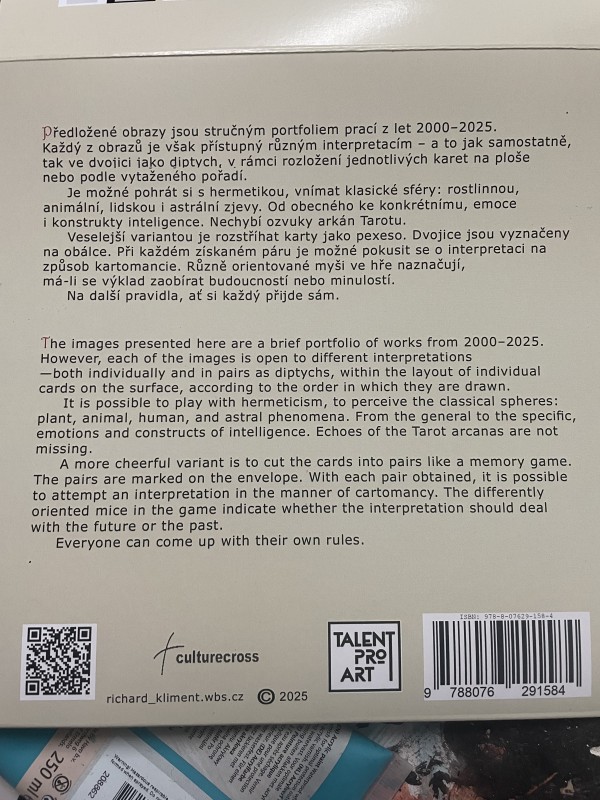 Předložené obrazy jsou stručným portfoliem prací z let 2000–2025.
Každý z obrazů je však přístupný různým interpretacím – a to jak samostatně,
tak ve dvojici jako diptych, v rámci rozložení jednotlivých karet na ploše
nebo podle vytaženého pořadí.
Je možné pohrát si s hermetikou, vnímat klasické sféry: rostlinnou,
animální, lidskou i astrální zjevy. Od obecného ke konkrétnímu, emoce
i konstrukty inteligence. Nechybí ozvuky arkán Tarotu.
Veselejší variantou je rozstříhat karty jako pexeso. Dvojice jsou vyznačeny
na obálce. Při každém získaném páru je možné pokusit se o interpretaci na
způsob kartomancie. Různě orientované myši ve hře naznačují,
má-li se výklad zaobírat budoucností nebo minulostí.
Na další pravidla, ať si každý přijde sám.
The images presented here are a brief portfolio of works from 2000–2025.
However, each of the images is open to different interpretations
—both individually and in pairs as diptychs, within the layout of individual
cards on the surface, according to the order in which they are drawn.
It is possible to play with hermeticism, to perceive the classical spheres:
plant, animal, human, and astral phenomena. From the general to the specific,
emotions and constructs of intelligence. Echoes of the Tarot arcanas are not
missing.
A more cheerful variant is to cut the cards into pairs like a memory game.
The pairs are marked on the envelope. With each pair obtained, it is possible
to attempt an interpretation in the manner of cartomancy. The differently
oriented mice in the game indicate whether the interpretation should deal
with the future or the past.
Everyone can come up with their own rules.
culturecross
richard_kliment.wbs.cz © 2025
TALENT
PRO
ART
ISBN: 978-8-07629-158-4
9 788076 291584
250 ml
208862